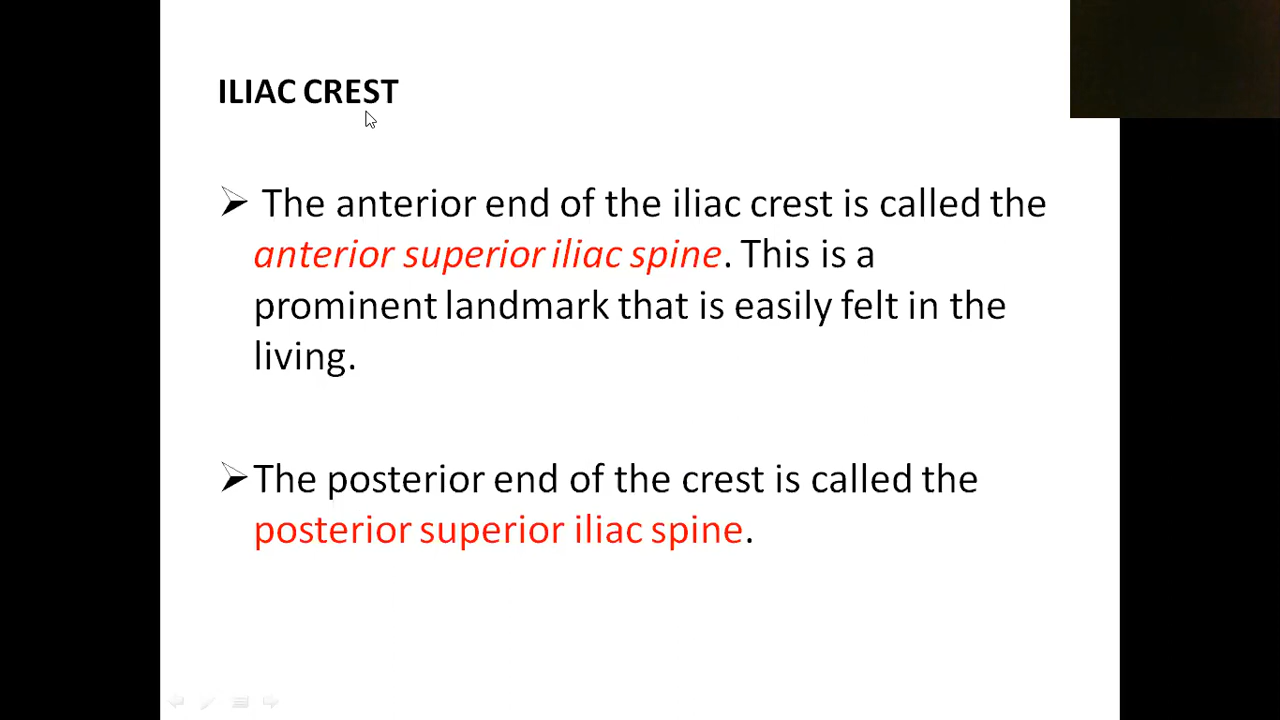 ILIAC CREST
The anterior end of the iliac crest is called the
anterior superior iliac spine. This is a
prominent landmark that is easily felt in the
living.
The posterior end of the crest is called the
posterior superior iliac spine.